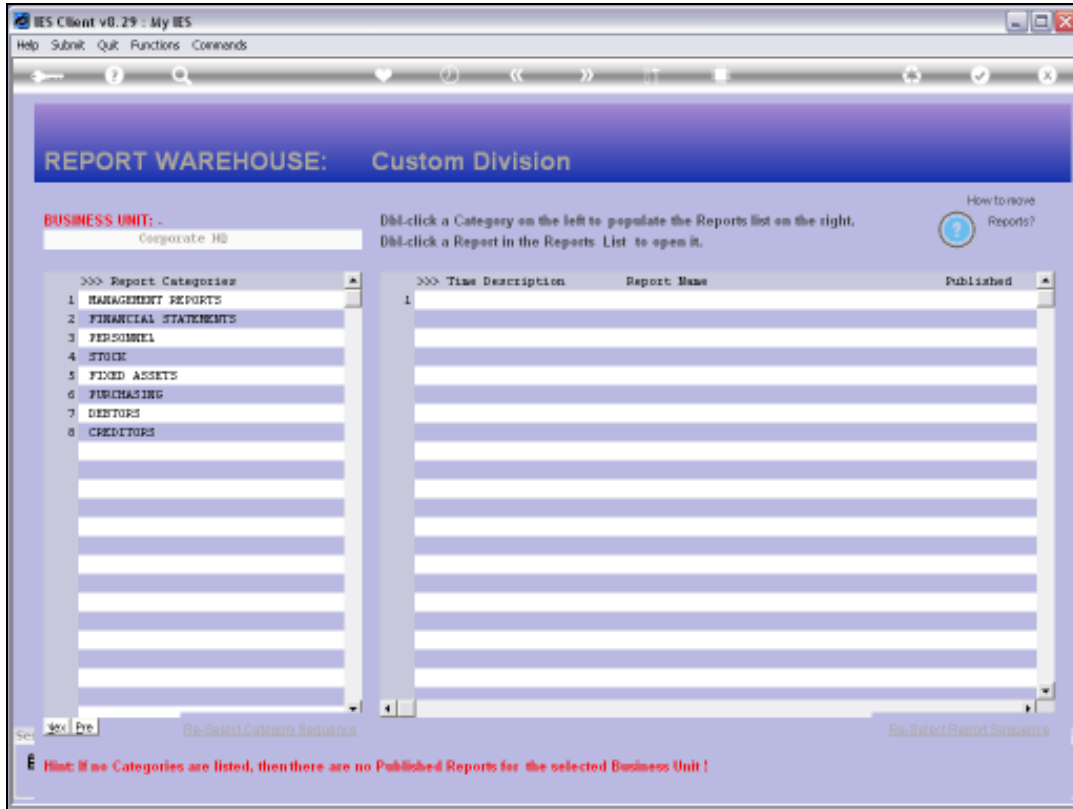 IES Client v8.29 : My IES
Help Submit Quit Functions Commands
REPORT WAREHOUSE: Custom Division
How to move
Reports?
BUSINESS UNIT: -
Corporate HQ
Dbl-click a Category on the left to populate the Reports list on the right.
Dbl-click a Report in the Reports List to open it.
>>> Report Categories
1 MANAGEMENT REPORTS
2 FINANCIAL STATEMENTS
3 PERSONNEL
4 STOCK
5 FIXED ASSETS
6 PURCHASING
7 DEBTORS
8 CREDITORS
>>> Time Description Report Name Published
1
Nex Pre
Re-Select Category Sequence
Re-Select Report Sequence
Ser
Hint: If no Categories are listed, then there are no Published Reports for the selected Business Unit !